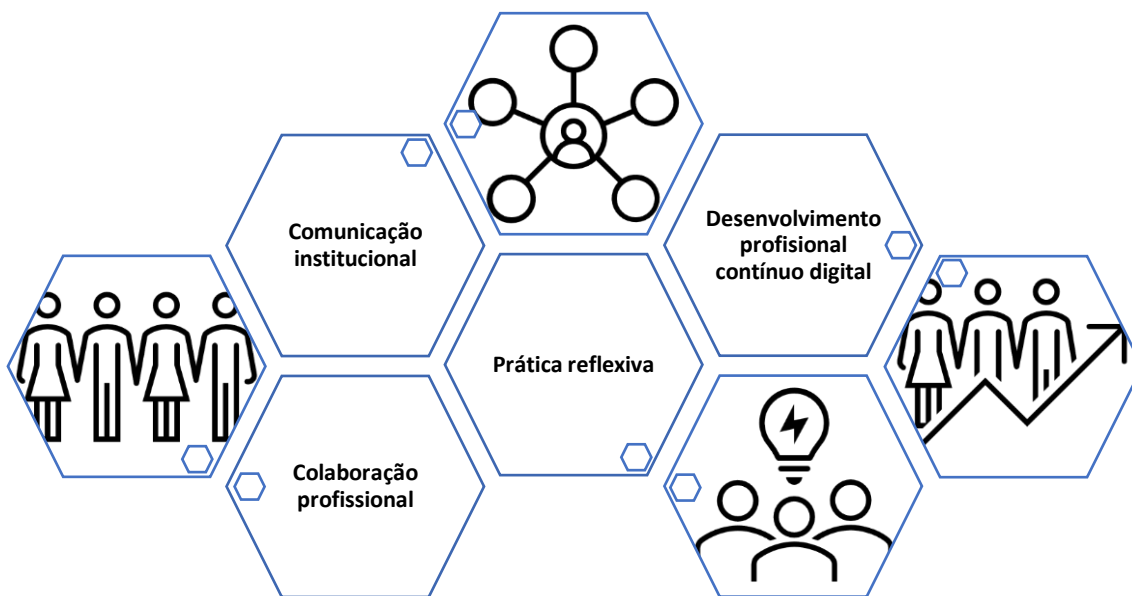 Comunicação
institucional
Desenvolvimento
profisional
contínuo digital
Prática reflexiva
Colaboração
profissional